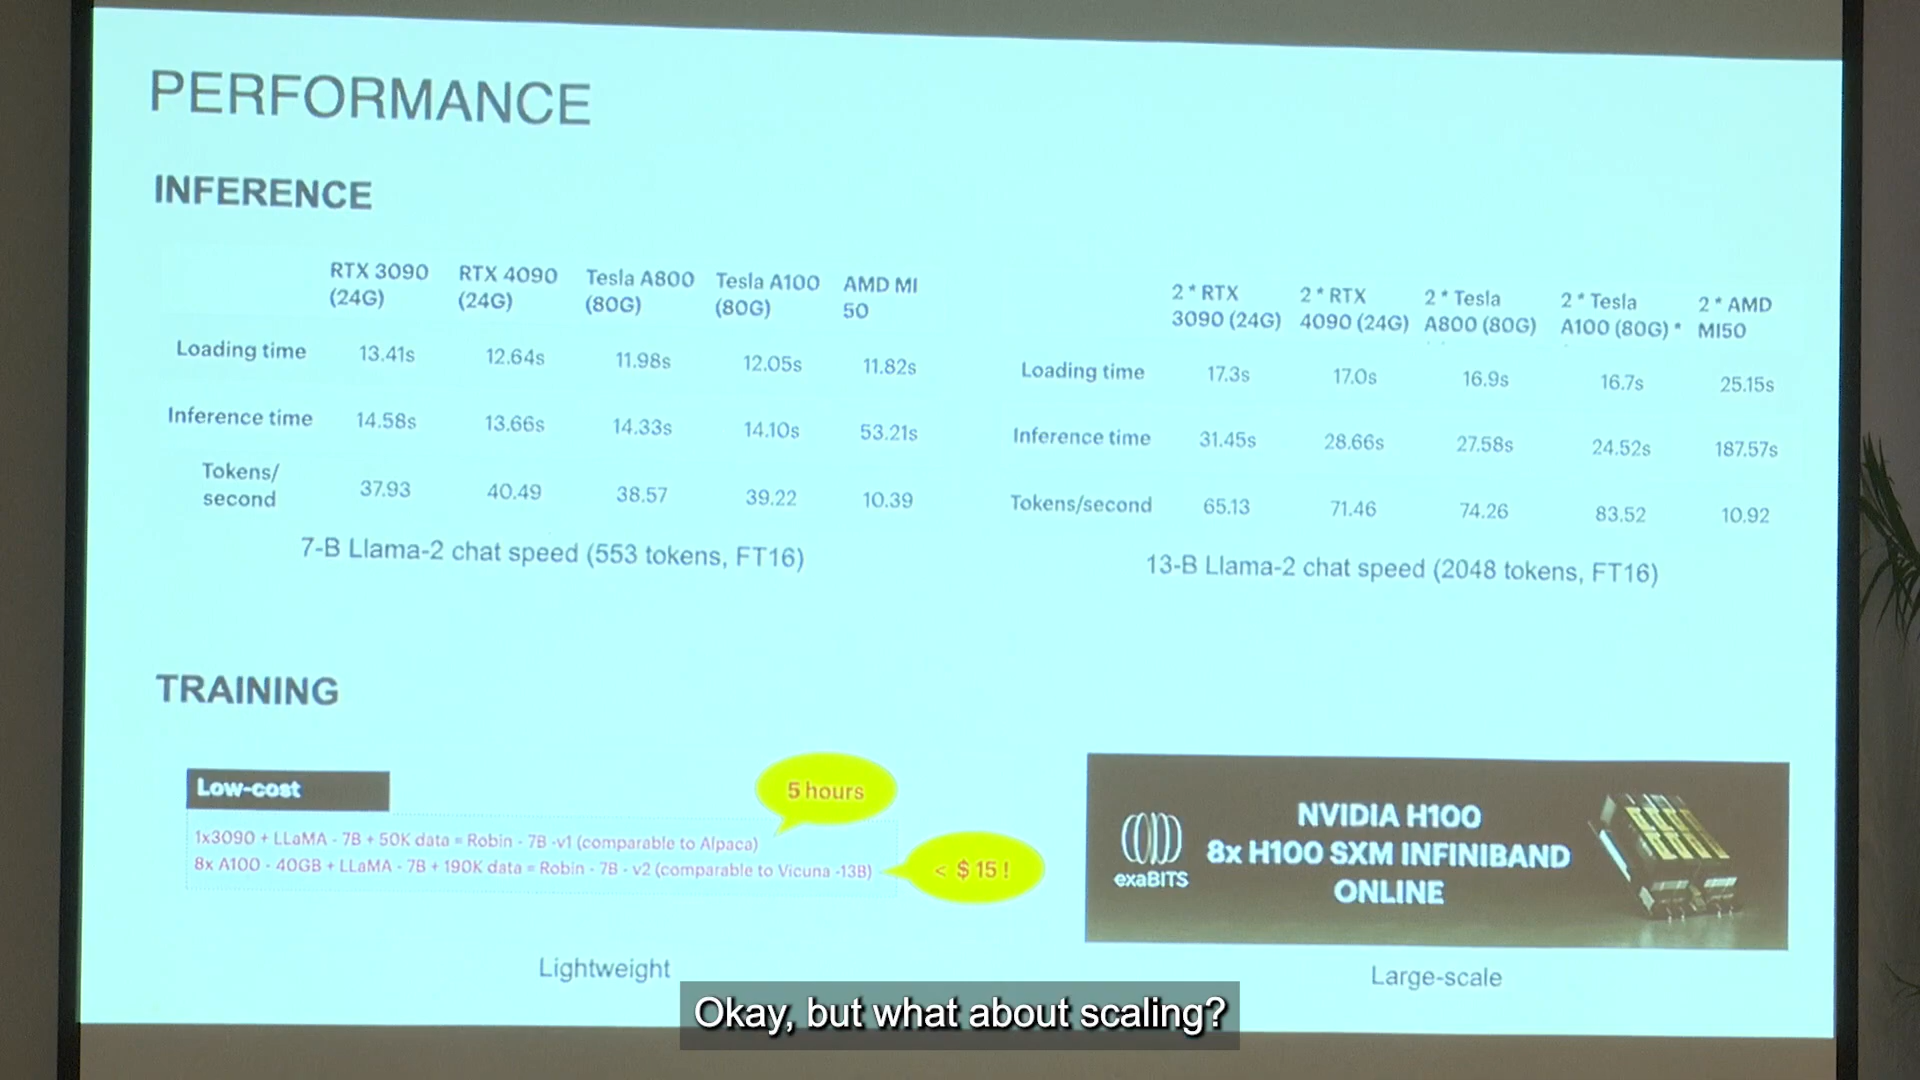 PERFORMANCE
INFERENCE
RTX 3090 (24G) RTX 4090 (24G) Tesla A800 (80G) Tesla A100 (80G) AMD MI 50
Loading time 13.41s 12.64s 11.98s 12.05s 11.82s
Inference time 14.58s 13.66s 14.33s 14.10s 53.21s
Tokens/ second 37.93 40.49 38.57 39.22 10.39
7-B Llama-2 chat speed (553 tokens, FT16)
2 * RTX 3090 (24G) 2 * RTX 4090 (24G) 2 * Tesla A800 (80G) 2 * Tesla A100 (80G) * 2 * AMD MI50
Loading time 17.3s 17.0s 16.9s 16.7s 25.15s
Inference time 31.45s 28.66s 27.58s 24.52s 187.57s
Tokens/second 65.13 71.46 74.26 83.52 10.92
13-B Llama-2 chat speed (2048 tokens, FT16)
TRAINING
Low-cost
5 hours
1x3090 + LLaMA - 7B + 50K data = Robin - 7B -v1 (comparable to Alpaca)
8x A100 - 40GB + LLaMA - 7B + 190K data = Robin - 7B - v2 (comparable to Vicuna -13B)
< $ 15 !
Lightweight
exaBITS
NVIDIA H100
8x H100 SXM INFINIBAND
ONLINE
Large-scale
Okay, but what about scaling?